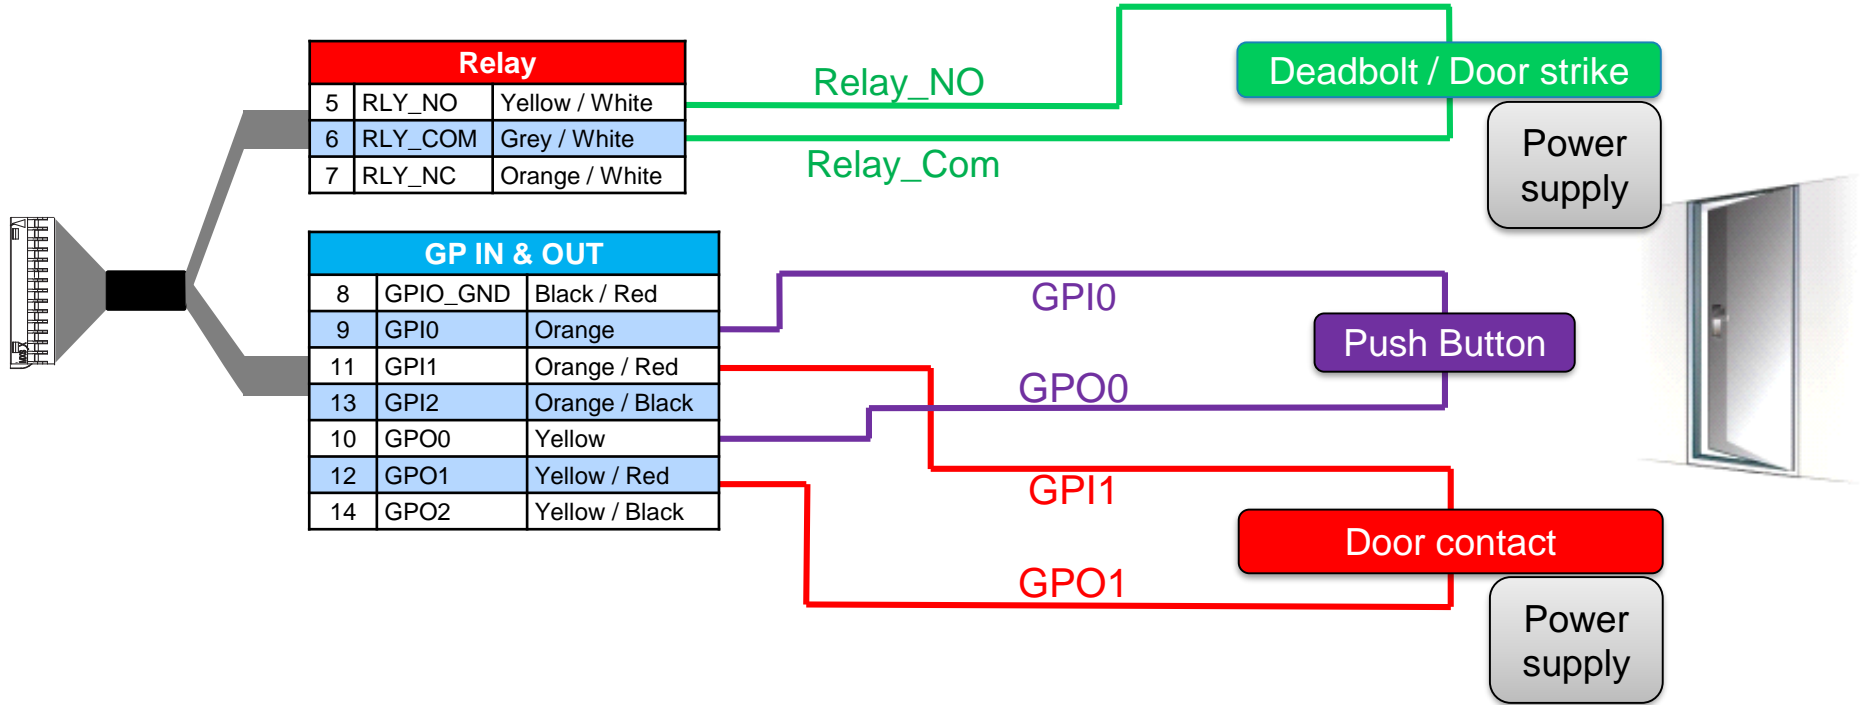 Relay
5 RLY_NO Yellow / White
6 RLY_COM Grey / White
7 RLY_NC Orange / White
Relay_NO
Relay_Com
Deadbolt / Door strike
Power
supply
GP IN & OUT
8 GPIO_GND Black / Red
9 GPI0 Orange
11 GPI1 Orange / Red
13 GPI2 Orange / Black
10 GPO0 Yellow
12 GPO1 Yellow / Red
14 GPO2 Yellow / Black
GPI0
Push Button
GPO0
GPI1
Door contact
GPO1
Power
supply